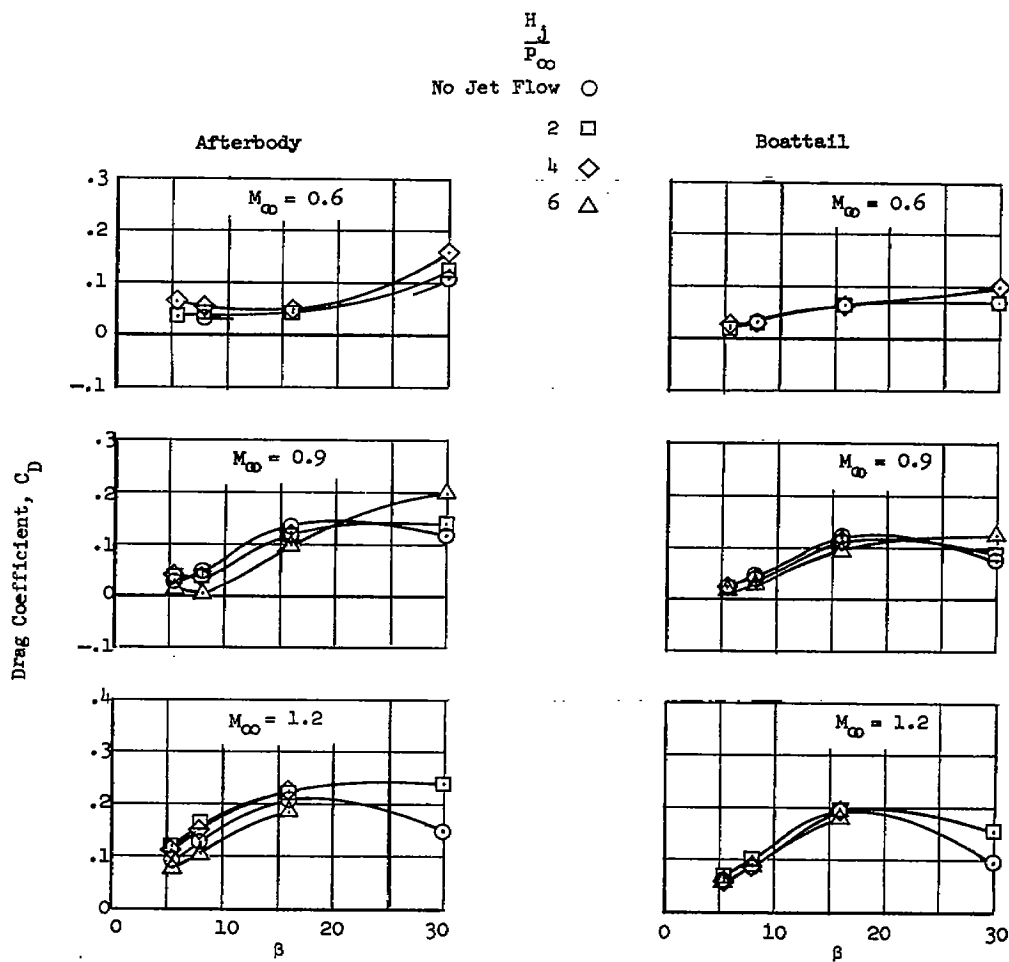 H_j
p_∞
No Jet Flow ○
2 □
4 ◇
6 △
Afterbody
Boattail
M_∞ = 0.6
.3
.2
.1
0
-.1
M_∞ = 0.6
M_∞ = 0.9
.3
.2
.1
0
-.1
M_∞ = 0.9
Drag Coefficient, C_D
M_∞ = 1.2
.4
.3
.2
.1
0
0 10 20 30
β
M_∞ = 1.2
0 10 20 30
β